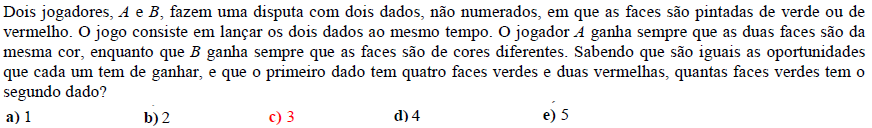 Dois jogadores, A e B, fazem uma disputa com dois dados, não numerados, em que as faces são pintadas de verde ou de
vermelho. O jogo consiste em lançar os dois dados ao mesmo tempo. O jogador A ganha sempre que as duas faces são da
mesma cor, enquanto que B ganha sempre que as faces são de cores diferentes. Sabendo que são iguais as oportunidades
que cada um tem de ganhar, e que o primeiro dado tem quatro faces verdes e duas vermelhas, quantas faces verdes tem o
segundo dado?
a) 1 b) 2 c) 3 d) 4 e) 5